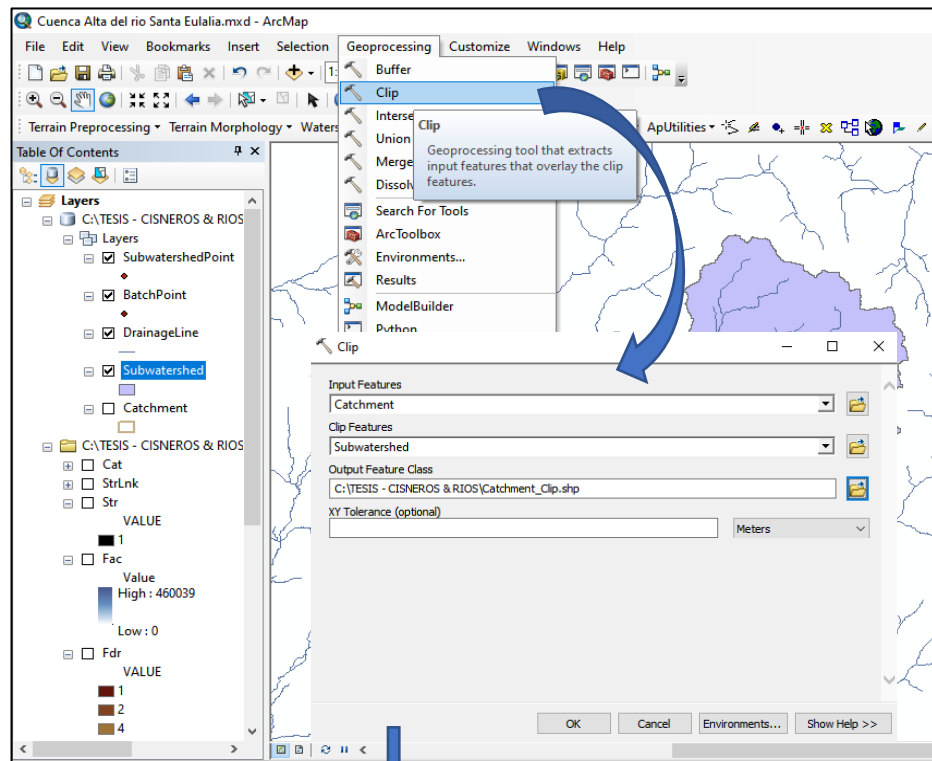 Cuenca Alta del rio Santa Eulalia.mxd - ArcMap
File Edit View Bookmarks Insert Selection Geoprocessing Customize Windows Help
Buffer
Clip
Union
Merge
Search For Tools
ArcToolbox
Environments...
Results
ModelBuilder
Python
Clip
Geoprocessing tool that extracts
input features that overlay the clip
features.
Terrain Preprocessing Terrain Morphology ApUtilities
Table Of Contents
Layers
C:\TESIS - CISNEROS & RIOS
Layers
SubwatershedPoint
BatchPoint
DrainageLine
Subwatershed
Catchment
C:\TESIS - CISNEROS & RIOS
Cat
StrLnk
Str
VALUE
1
Fac
Value
High : 460039
Low : 0
Fdr
VALUE
1
2
4
Clip
Input Features
Catchment
Clip Features
Subwatershed
Output Feature Class
C:\TESIS - CISNEROS & RIOS\Catchment_Clip.shp
XY Tolerance (optional)
Meters
OK Cancel Environments... Show Help >>